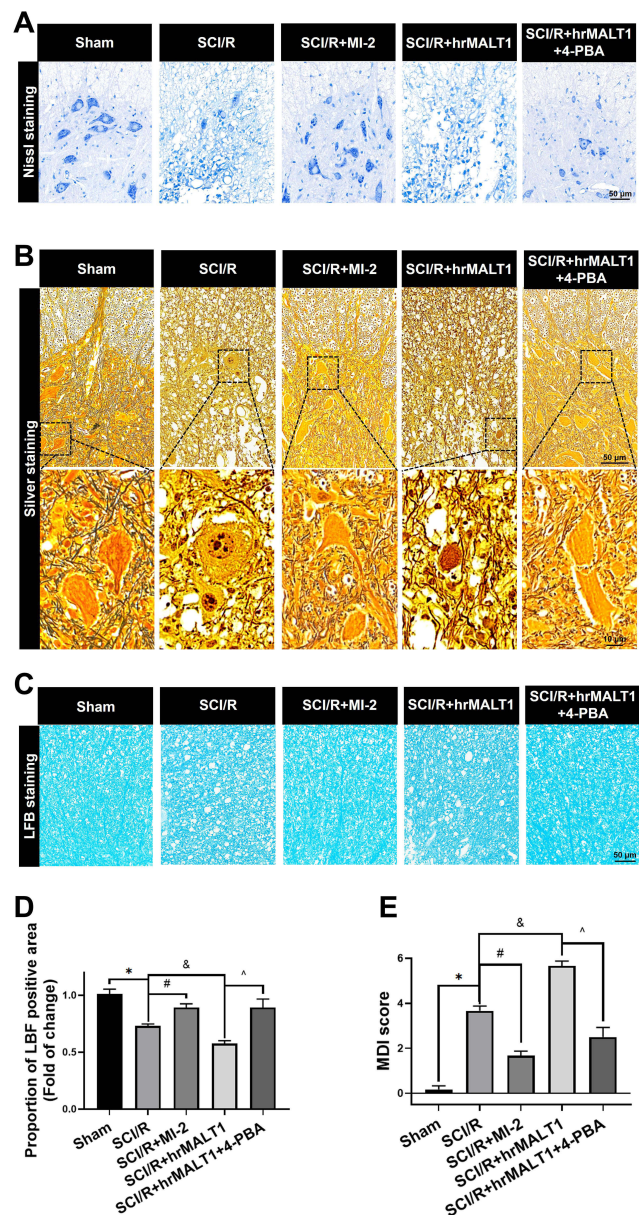 A
Sham
SCI/R
SCI/R+MI-2
SCI/R+hrMALT1
SCI/R+hrMALT1
+4-PBA
Nissl staining
50 μm
B
Sham
SCI/R
SCI/R+MI-2
SCI/R+hrMALT1
SCI/R+hrMALT1
+4-PBA
Silver staining
50 μm
10 μm
C
Sham
SCI/R
SCI/R+MI-2
SCI/R+hrMALT1
SCI/R+hrMALT1
+4-PBA
LFB staining
50 μm
D
Proportion of LBF positive area
(Fold of change)
1.0
0.5
0.0
*
#
&
^
Sham
SCI/R
SCI/R+MI-2
SCI/R+hrMALT1
SCI/R+hrMALT1+4-PBA
E
MDI score
6
4
2
0
*
#
&
^
Sham
SCI/R
SCI/R+MI-2
SCI/R+hrMALT1
SCI/R+hrMALT1+4-PBA